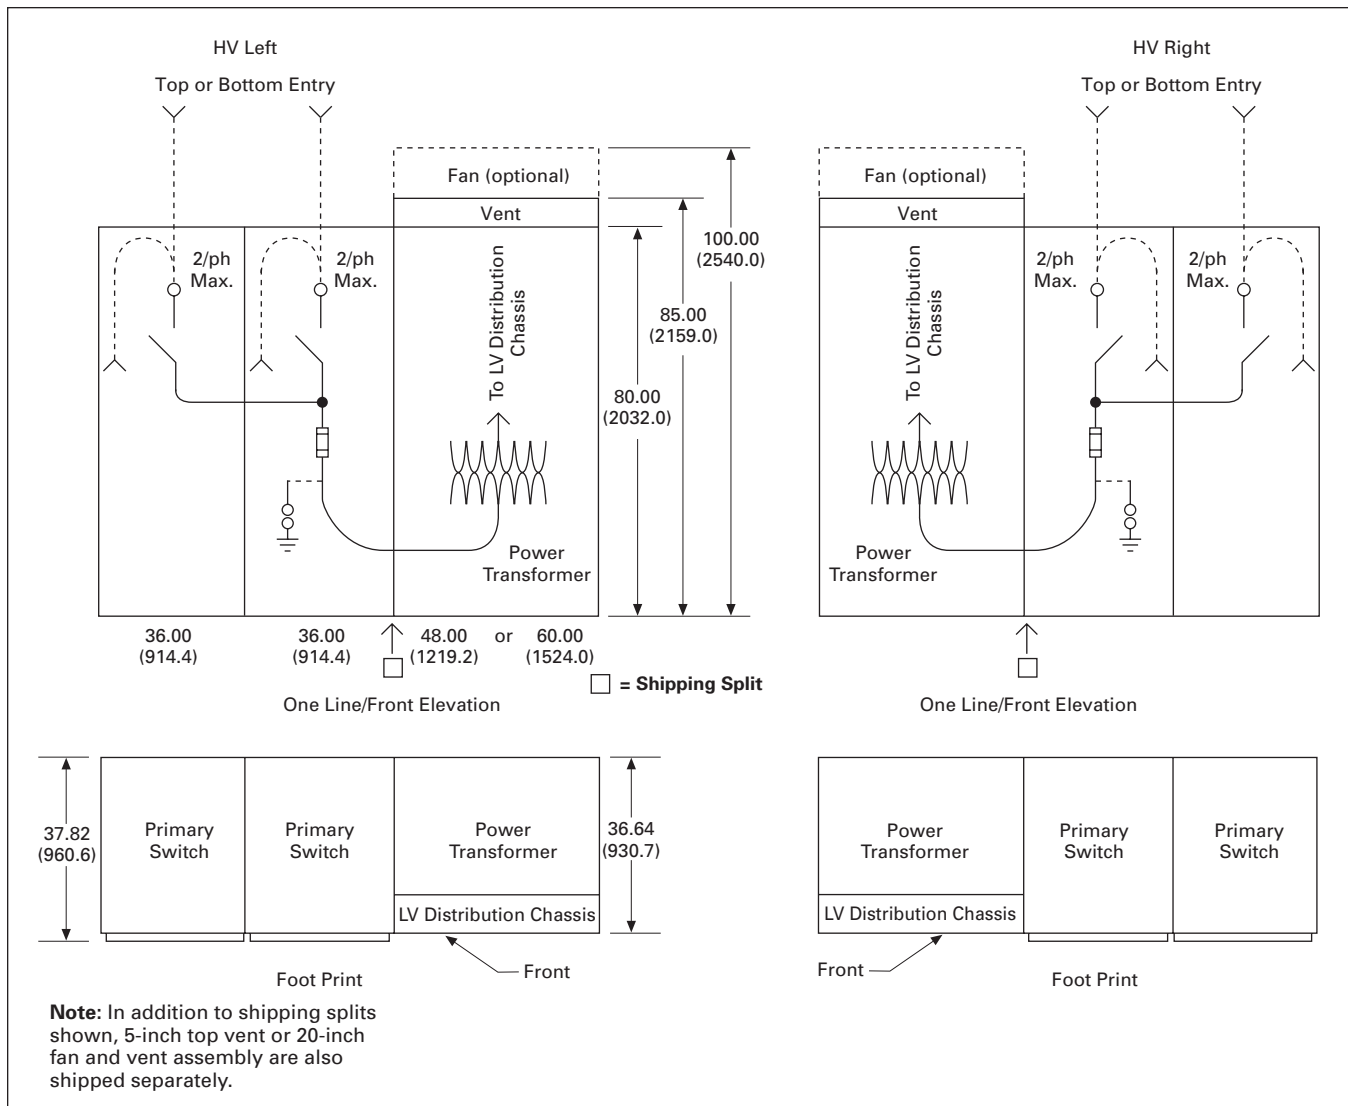 HV Left
Top or Bottom Entry
Fan (optional)
Vent
2/ph
Max.
2/ph
Max.
To LV Distribution
Chassis
Power
Transformer
100.00
(2540.0)
85.00
(2159.0)
80.00
(2032.0)
36.00
(914.4)
36.00
(914.4)
48.00 or 60.00
(1219.2) (1524.0)
= Shipping Split
One Line/Front Elevation
HV Right
Top or Bottom Entry
Fan (optional)
Vent
To LV Distribution
Chassis
2/ph
Max.
2/ph
Max.
Power
Transformer
One Line/Front Elevation
37.82
(960.6)
Primary
Switch
Primary
Switch
Power
Transformer
LV Distribution Chassis
36.64
(930.7)
Front
Foot Print
Power
Transformer
LV Distribution Chassis
Primary
Switch
Primary
Switch
Front
Foot Print
Note: In addition to shipping splits
shown, 5-inch top vent or 20-inch
fan and vent assembly are also
shipped separately.